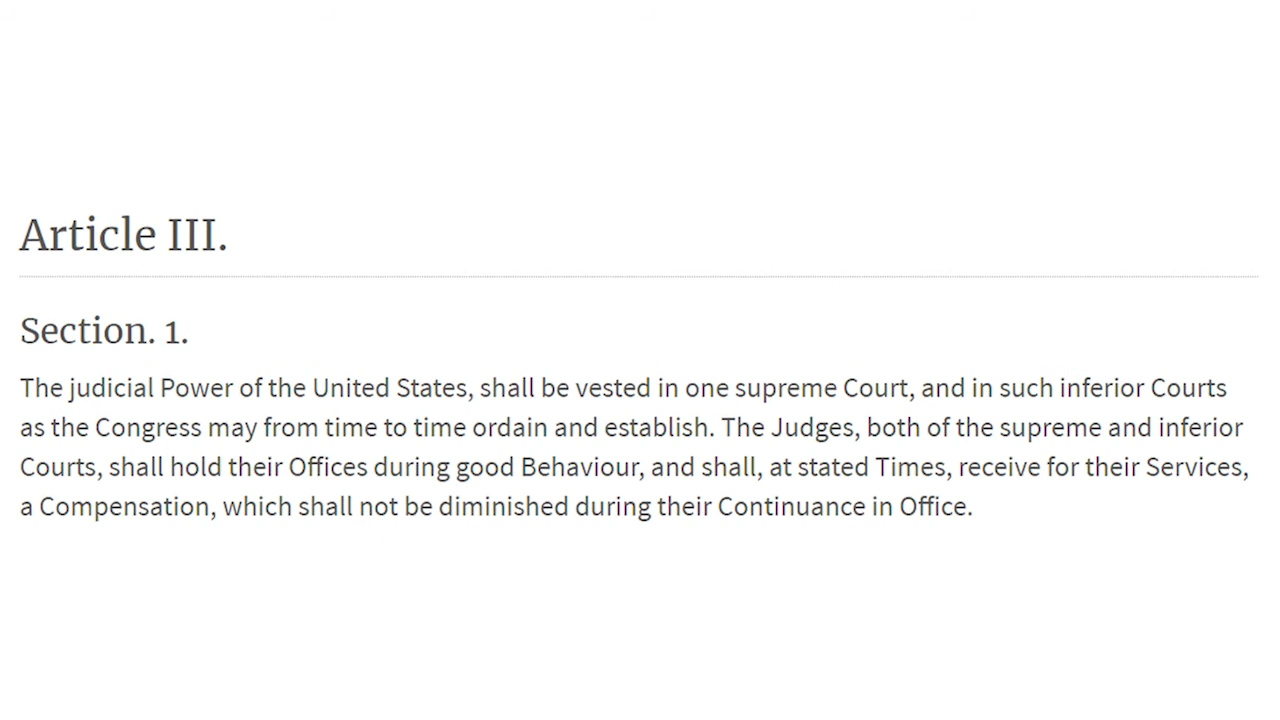 Article III.
Section. 1.
The judicial Power of the United States, shall be vested in one supreme Court, and in such inferior Courts
as the Congress may from time to time ordain and establish. The Judges, both of the supreme and inferior
Courts, shall hold their Offices during good Behaviour, and shall, at stated Times, receive for their Services,
a Compensation, which shall not be diminished during their Continuance in Office.